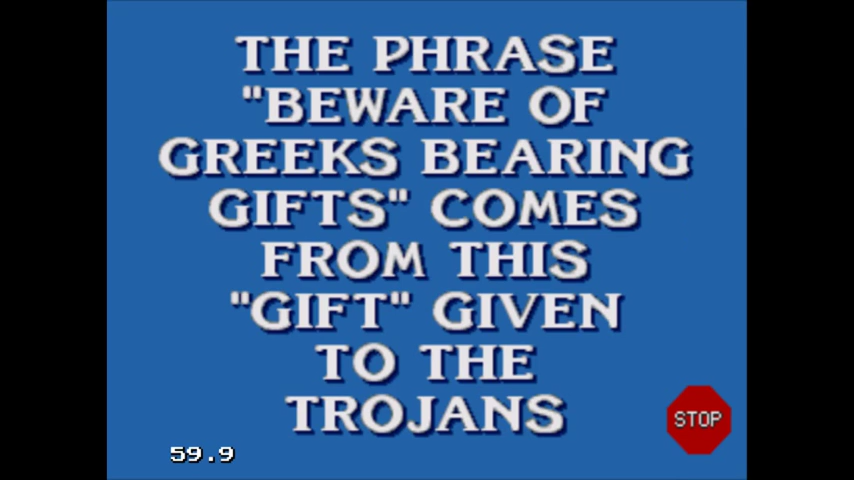 THE PHRASE
"BEWARE OF
GREEKS BEARING
GIFTS" COMES
FROM THIS
"GIFT" GIVEN
TO THE
TROJANS
STOP
59.9